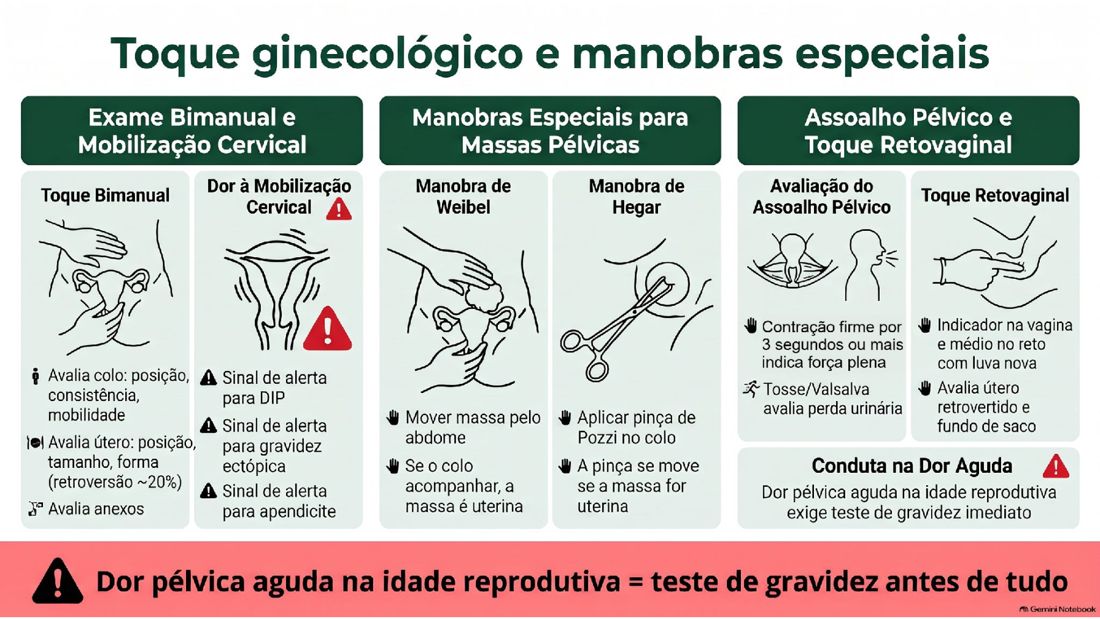 Toque ginecológico e manobras especiais
Exame Bimanual e
Mobilização Cervical
Toque Bimanual
Avalia colo: posição,
consistência,
mobilidade
Avalia útero: posição,
tamanho, forma
(retroversão ~20%)
Avalia anexos
Dor à Mobilização
Cervical
Sinal de alerta
para DIP
Sinal de alerta
para gravidez
ectópica
Sinal de alerta
para apendicite
Manobras Especiais para
Massas Pélvicas
Manobra de
Weibel
Mover massa pelo
abdome
Se o colo
acompanhar, a
massa é uterina
Manobra de
Hegar
Aplicar pinça de
Pozzi no colo
A pinça se move
se a massa for
uterina
Assoalho Pélvico e
Toque Retovaginal
Avaliação do
Assoalho Pélvico
Contração firme por
3 segundos ou mais
indica força plena
Tosse/Valsalva
avalia perda urinária
Toque Retovaginal
Indicador na vagina
e médio no reto
com luva nova
Avalia útero
retrovertido e
fundo de saco
Conduta na Dor Aguda
Dor pélvica aguda na idade reprodutiva
exige teste de gravidez imediato
Dor pélvica aguda na idade reprodutiva = teste de gravidez antes de tudo
Gemini Notebook